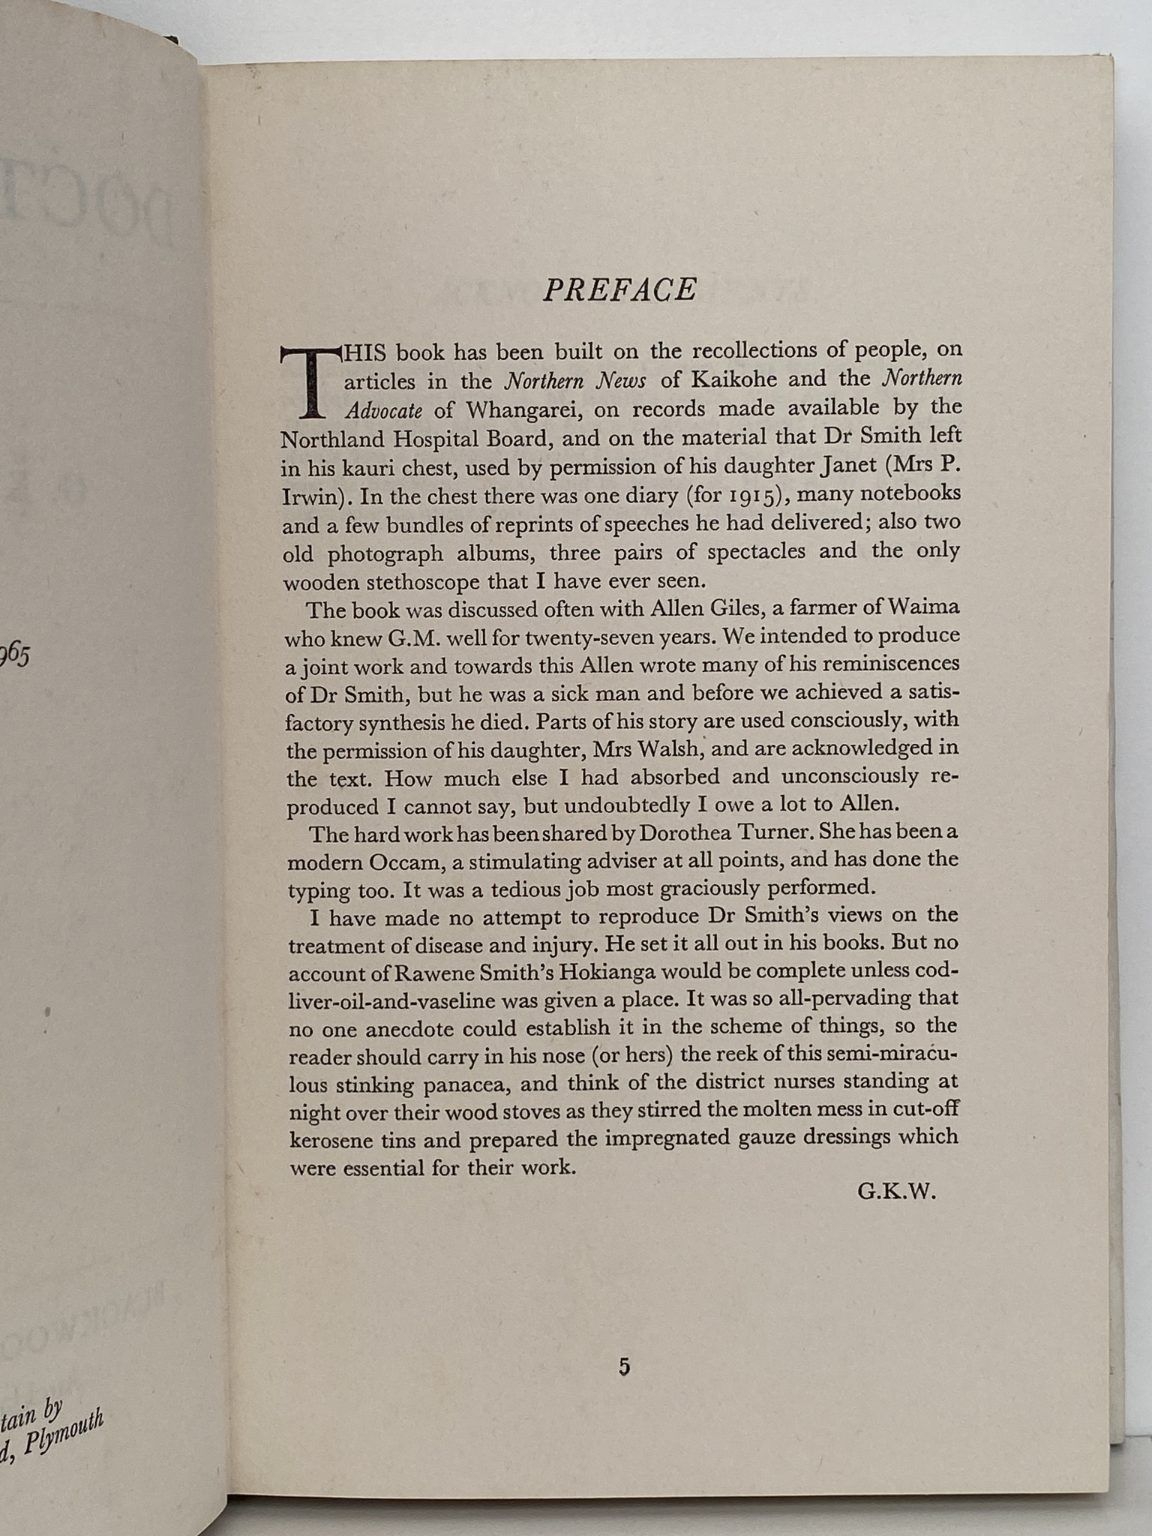 965
tain by
d, Plymouth
PREFACE
THIS book has been built on the recollections of people, on
articles in the Northern News of Kaikohe and the Northern
Advocate of Whangarei, on records made available by the
Northland Hospital Board, and on the material that Dr Smith left
in his kauri chest, used by permission of his daughter Janet (Mrs P.
Irwin). In the chest there was one diary (for 1915), many notebooks
and a few bundles of reprints of speeches he had delivered; also two
old photograph albums, three pairs of spectacles and the only
wooden stethoscope that I have ever seen.
The book was discussed often with Allen Giles, a farmer of Waima
who knew G.M. well for twenty-seven years. We intended to produce
a joint work and towards this Allen wrote many of his reminiscences
of Dr Smith, but he was a sick man and before we achieved a satis-
factory synthesis he died. Parts of his story are used consciously, with
the permission of his daughter, Mrs Walsh, and are acknowledged in
the text. How much else I had absorbed and unconsciously re-
produced I cannot say, but undoubtedly I owe a lot to Allen.
The hard work has been shared by Dorothea Turner. She has been a
modern Occam, a stimulating adviser at all points, and has done the
typing too. It was a tedious job most graciously performed.
I have made no attempt to reproduce Dr Smith's views on the
treatment of disease and injury. He set it all out in his books. But no
account of Rawene Smith's Hokianga would be complete unless cod-
liver-oil-and-vaseline was given a place. It was so all-pervading that
no one anecdote could establish it in the scheme of things, so the
reader should carry in his nose (or hers) the reek of this semi-miracu-
lous stinking panacea, and think of the district nurses standing at
night over their wood stoves as they stirred the molten mess in cut-off
kerosene tins and prepared the impregnated gauze dressings which
were essential for their work.
G.K.W.
5